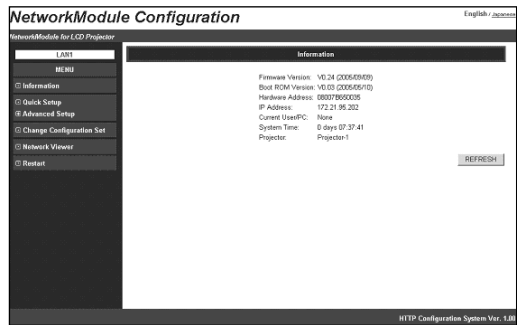 NetworkModule Configuration
English / Japanese
NetworkModule for LCD Projector
LAN1
MENU
Information
Quick Setup
Advanced Setup
Change Configuration Set
Network Viewer
Restart
Information
Firmware Version: V0.24 (2005/09/09)
Boot ROM Version: V0.03 (2005/05/10)
Hardware Address: 08007B650035
IP Address: 172.21.95.202
Current User/PC: None
System Time: 0 days 07:37:41
Projector: Projector-1
REFRESH
HTTP Configuration System Ver. 1.00